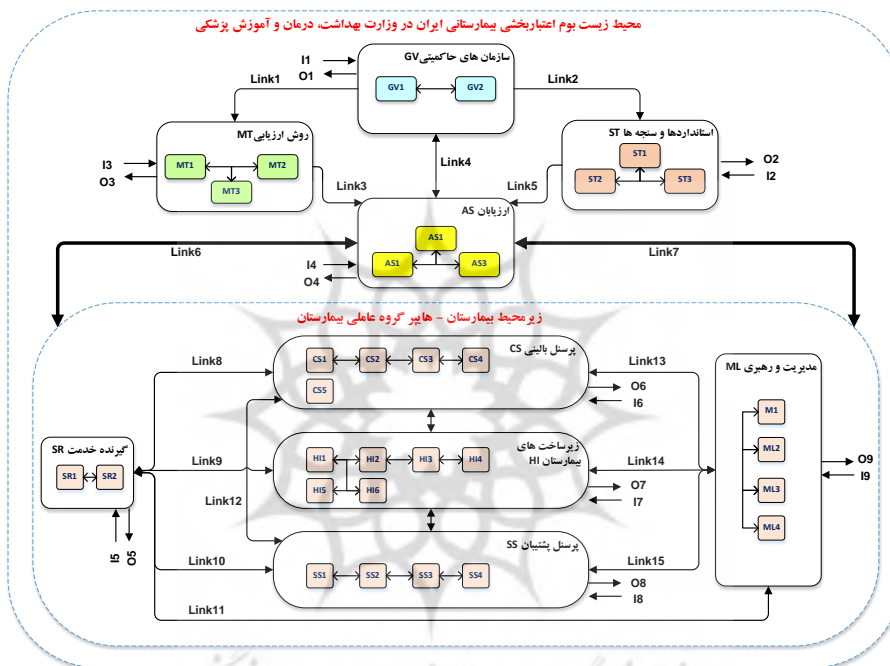 محیط زیست بوم اعتباربخشی بیمارستانی ایران در وزارت بهداشت، درمان و آموزش پزشکی
سازمان های حاکمیتی GV
GV1
GV2
I1
O1
Link1
Link2
روش ارزیابی MT
MT1
MT2
MT3
I3
O3
Link3
Link4
Link5
استانداردها و سنجه ها ST
ST1
ST2
ST3
O2
I2
ارزیابان AS
AS1
AS1
AS3
I4
O4
Link6
Link7
زیرمحیط بیمارستان - هایپر گروه عاملی بیمارستان
پرسنل بالینی CS
CS1
CS2
CS3
CS4
CS5
Link8
Link13
O6
I6
مدیریت و رهبری ML
M1
ML2
ML3
ML4
O9
I9
گیرنده خدمت SR
SR1
SR2
I5
O5
زیرساخت های
بیمارستان HI
HI1
HI2
HI3
HI4
HI5
HI6
Link9
Link14
O7
I7
Link12
پرسنل پشتیبان SS
SS1
SS2
SS3
SS4
Link10
Link15
O8
I8
Link11